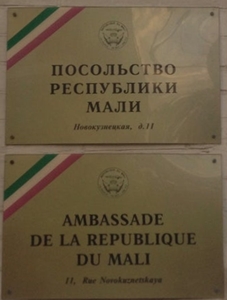 ПОСОЛЬСТВО
РЕСПУБЛИКИ
МАЛИ
Новокузнецкая, д.11
AMBASSADE
DE LA REPUBLIQUE
DU MALI
11, Rue Novokuznetskaya